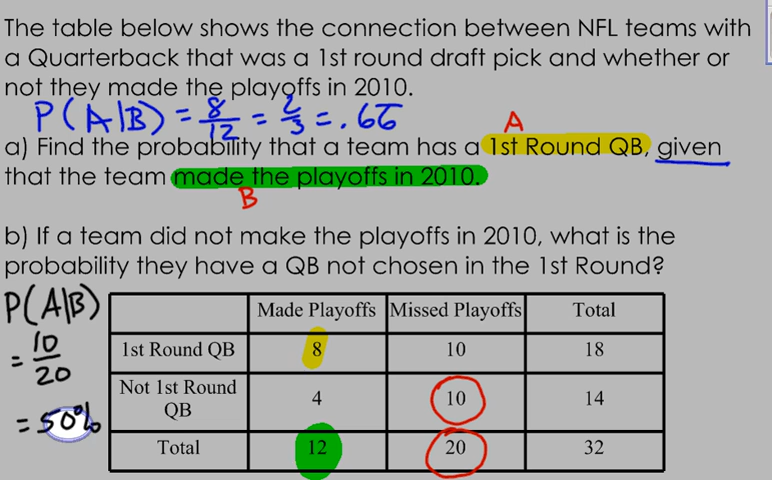 The table below shows the connection between NFL teams with
a Quarterback that was a 1st round draft pick and whether or
not they made the playoffs in 2010.
P(A|B) = 8/12 = 2/3 = .66
A
a) Find the probability that a team has a 1st Round QB, given
that the team made the playoffs in 2010.
B
b) If a team did not make the playoffs in 2010, what is the
probability they have a QB not chosen in the 1st Round?
P(A|B)
= 10/20
= 50%
Made Playoffs Missed Playoffs Total
1st Round QB 8 10 18
Not 1st Round
QB 4 10 14
Total 12 20 32